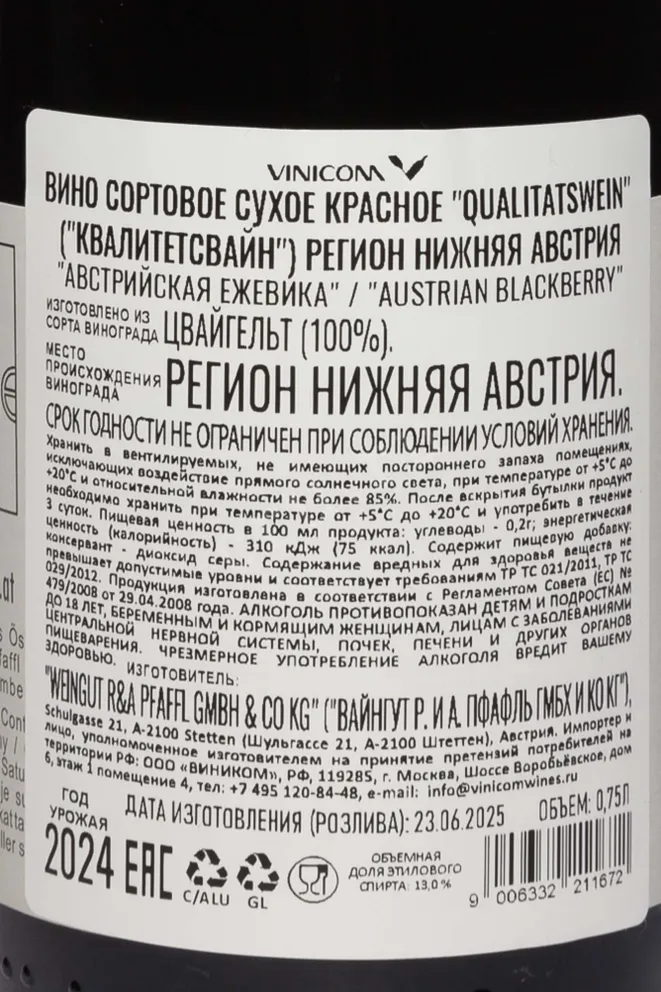 VINICOM
ВИНО СОРТОВОЕ СУХОЕ КРАСНОЕ "QUALITATSWEIN"
("КВАЛИТЕТСВАЙН") РЕГИОН НИЖНЯЯ АВСТРИЯ
"АВСТРИЙСКАЯ ЕЖЕВИКА" / "AUSTRIAN BLACKBERRY"
ИЗГОТОВЛЕНО ИЗ
СОРТА ВИНОГРАДА ЦВАЙГЕЛЬТ (100%).
МЕСТО
ПРОИСХОЖДЕНИЯ
ВИНОГРАДА РЕГИОН НИЖНЯЯ АВСТРИЯ.
СРОК ГОДНОСТИ НЕ ОГРАНИЧЕН ПРИ СОБЛЮДЕНИИ УСЛОВИЙ ХРАНЕНИЯ.
Хранить в вентилируемых, не имеющих постороннего запаха помещениях,
исключающих воздействие прямого солнечного света, при температуре от +5°С до
+20°С и относительной влажности не более 85%. После вскрытия бутылки продукт
необходимо хранить при температуре от +5°С до +20°С и употребить в течение
3 суток. Пищевая ценность в 100 мл продукта: углеводы - 0,2г; энергетическая
ценность (калорийность) - 310 кДж (75 ккал). Содержит пищевую добавку:
консервант - диоксид серы. Содержание вредных для здоровья веществ не
превышает допустимые уровни и соответствует требованиям ТР ТС 021/2011, ТР ТС
029/2012. Продукция изготовлена в соответствии с Регламентом Совета (ЕС) №
479/2008 от 29.04.2008 года. АЛКОГОЛЬ ПРОТИВОПОКАЗАН ДЕТЯМ И ПОДРОСТКАМ
ДО 18 ЛЕТ, БЕРЕМЕННЫМ И КОРМЯЩИМ ЖЕНЩИНАМ, ЛИЦАМ С ЗАБОЛЕВАНИЯМИ
ЦЕНТРАЛЬНОЙ НЕРВНОЙ СИСТЕМЫ, ПОЧЕК, ПЕЧЕНИ И ДРУГИХ ОРГАНОВ
ПИЩЕВАРЕНИЯ. ЧРЕЗМЕРНОЕ УПОТРЕБЛЕНИЕ АЛКОГОЛЯ ВРЕДИТ ВАШЕМУ
ЗДОРОВЬЮ. ИЗГОТОВИТЕЛЬ:
"WEINGUT R&A PFAFFL GMBH & CO KG" ("ВАЙНГУТ Р. И А. ПФАФЛЬ ГМБХ И КО КГ"),
Schulgasse 21, A-2100 Stetten (Шульгассе 21, А-2100 Штеттен), Австрия. Импортер и
лицо, уполномоченное изготовителем на принятие претензий потребителей на
территории РФ: ООО «ВИНИКОМ», РФ, 119285, г. Москва, Шоссе Воробьёвское, дом
6, этаж 1 помещение 4, тел: +7 495 120-84-48, e-mail: info@vinicomwines.ru
ГОД
УРОЖАЯ
2024
ДАТА ИЗГОТОВЛЕНИЯ (РОЗЛИВА): 23.06.2025 ОБЪЕМ: 0,75Л
EAC
C/ALU
GL
ОБЪЕМНАЯ
ДОЛЯ ЭТИЛОВОГО
СПИРТА: 13,0%
9 006332 211672